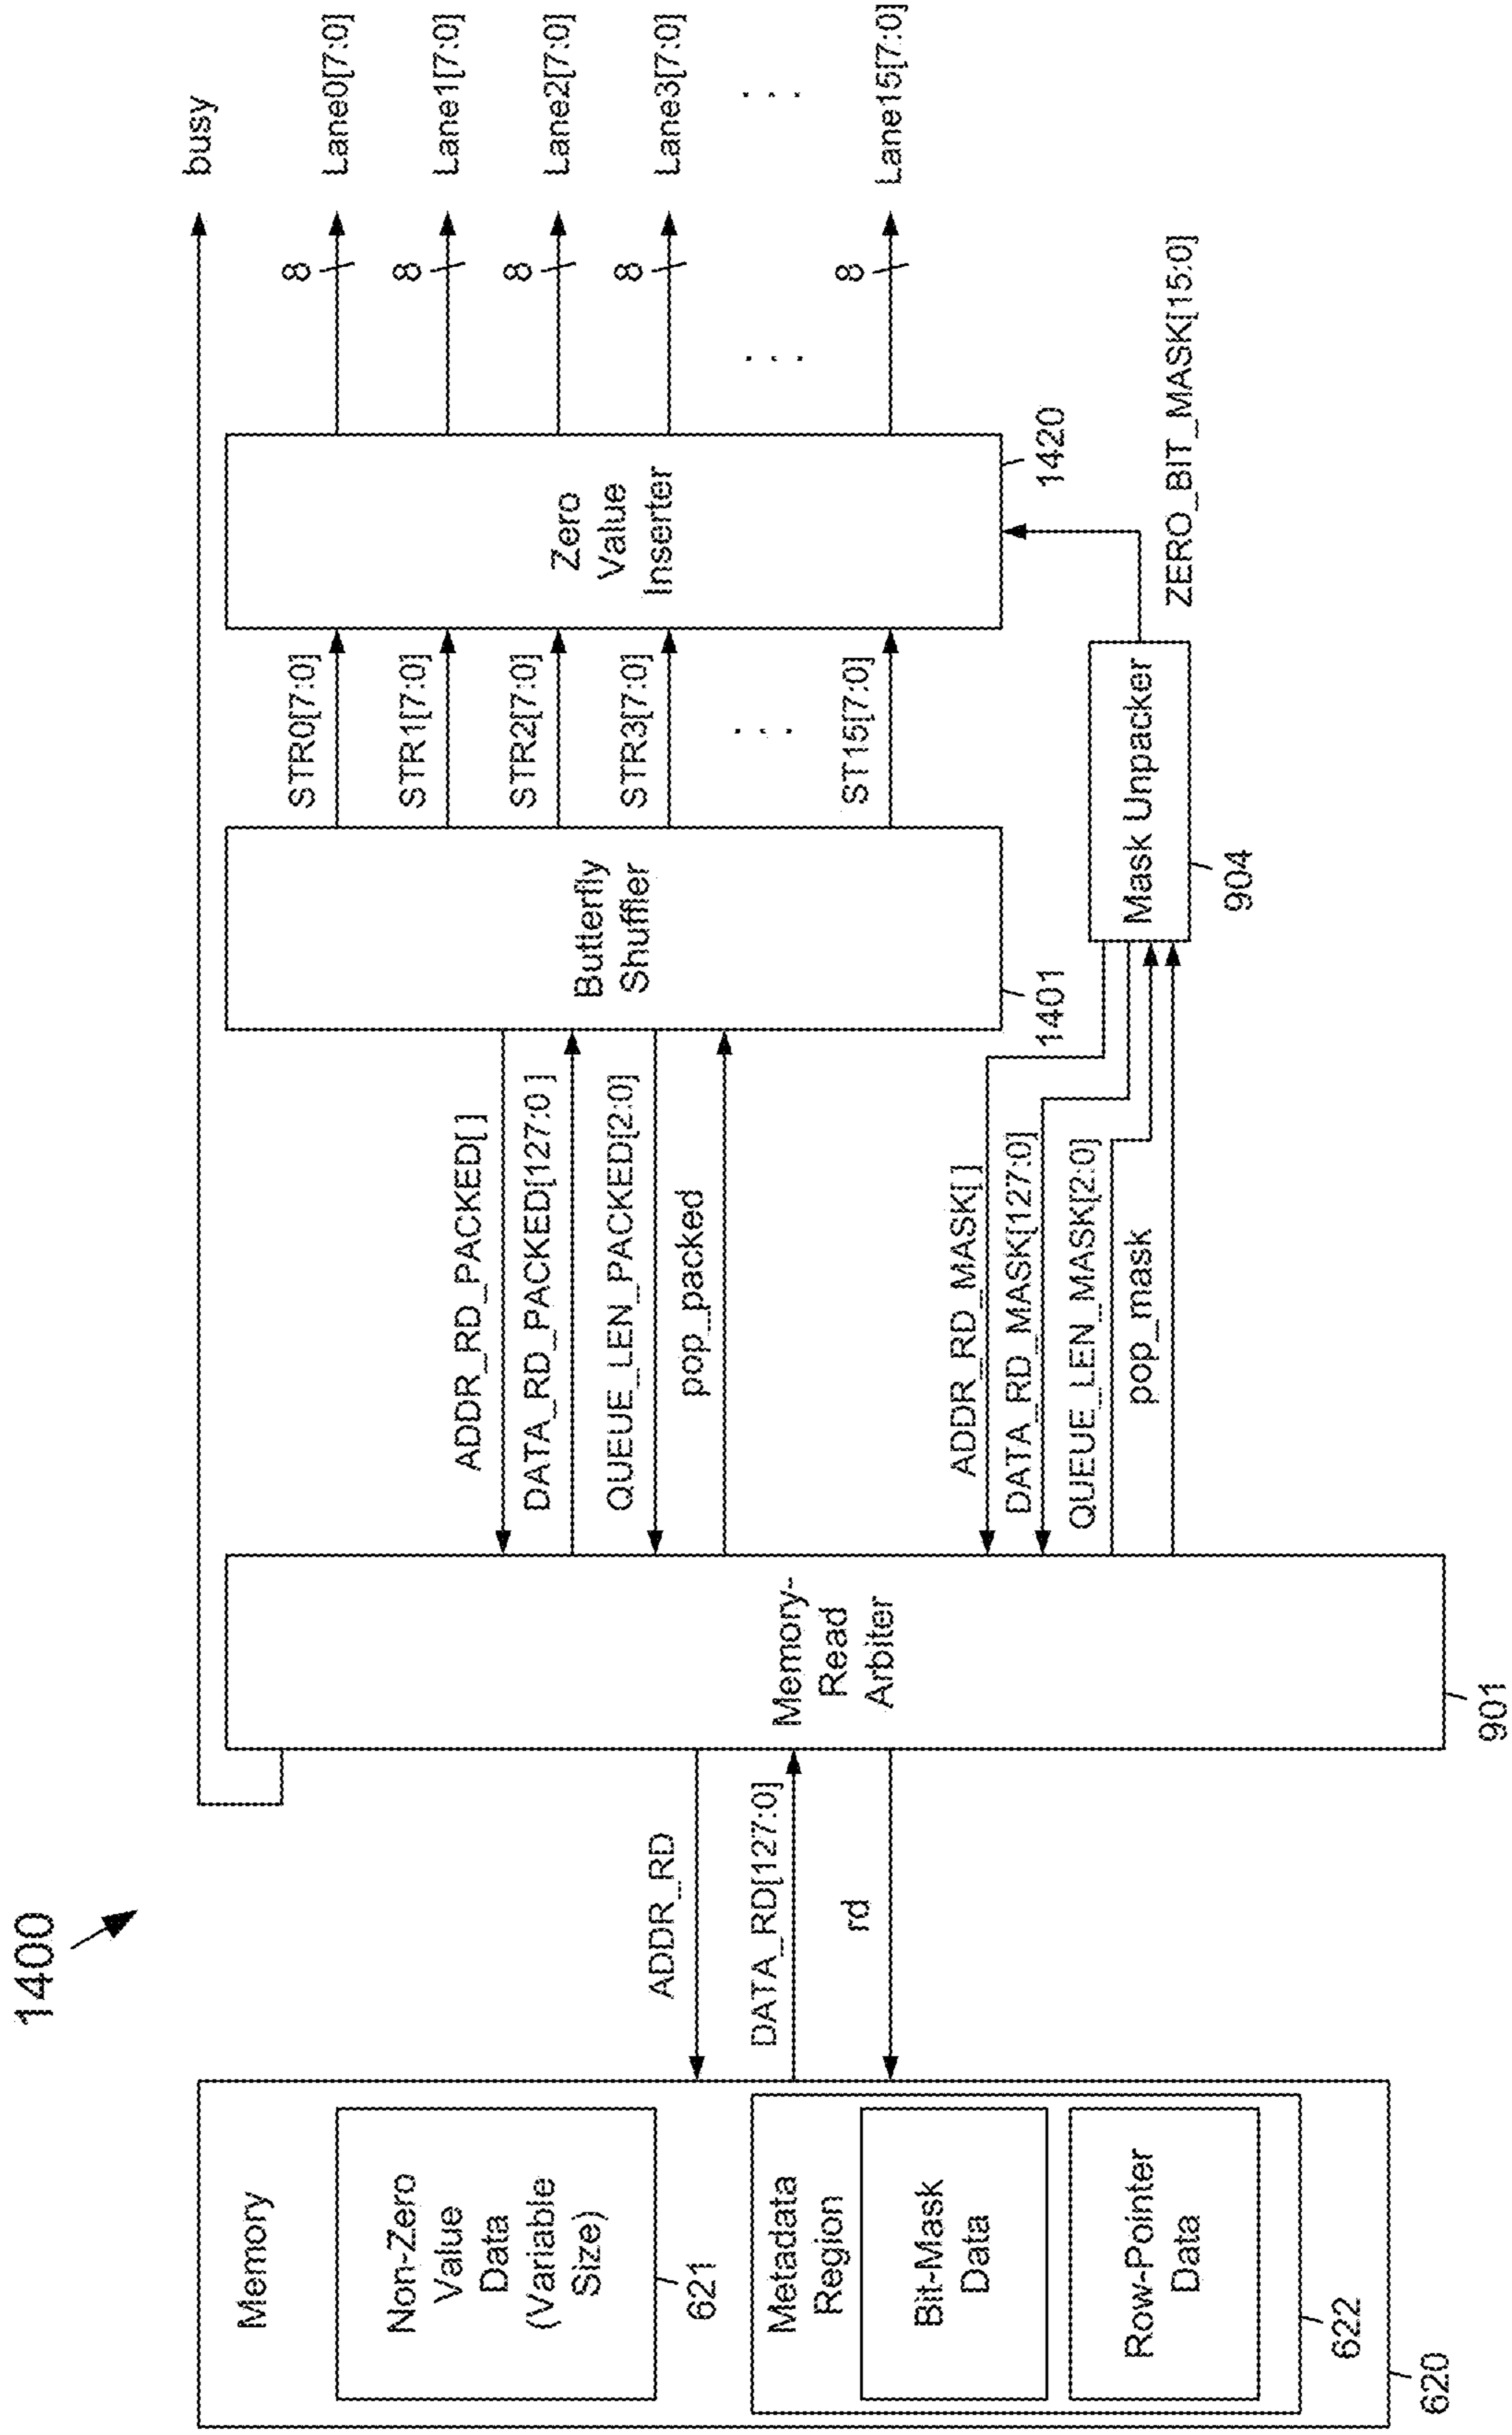 1400
busy
Memory
Non-Zero
Value
Data
(Variable
Size)
621
Metadata
Region
Bit-Mask
Data
Row-Pointer
Data
622
620
ADDR_RD
DATA_RD[127:0]
rd
Memory-
Read
Arbiter
901
ADDR_RD_PACKED[ ]
DATA_RD_PACKED[127:0 ]
QUEUE_LEN_PACKED[2:0]
pop_packed
ADDR_RD_MASK[ ]
DATA_RD_MASK[127:0]
QUEUE_LEN_MASK[2:0]
pop_mask
Butterfly
Shuffler
1401
Mask Unpacker
904
STR0[7:0]
STR1[7:0]
STR2[7:0]
STR3[7:0]
. . .
ST15[7:0]
Zero
Value
Inserter
1420
ZERO_BIT_MASK[15:0]
8
8
8
8
. . .
8
Lane0[7:0]
Lane1[7:0]
Lane2[7:0]
Lane3[7:0]
. . .
Lane15[7:0]